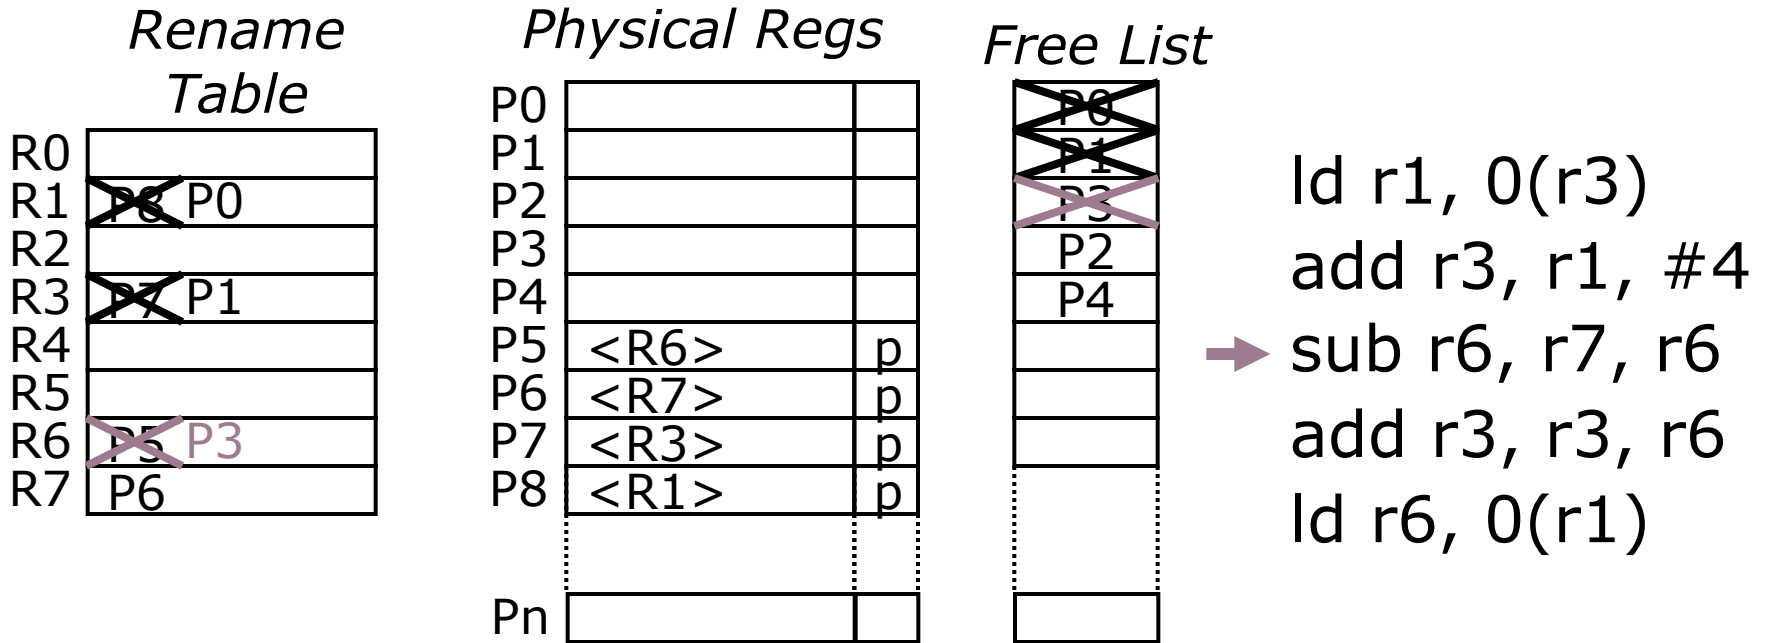 Rename
Table
R0
R1 P8 P0
R2
R3 P7 P1
R4
R5
R6 P5 P3
R7 P6
Physical Regs
P0
P1
P2
P3
P4
P5 <R6> p
P6 <R7> p
P7 <R3> p
P8 <R1> p
Pn
Free List
P0
P1
P3
P2
P4
ld r1, 0(r3)
add r3, r1, #4
sub r6, r7, r6
add r3, r3, r6
ld r6, 0(r1)